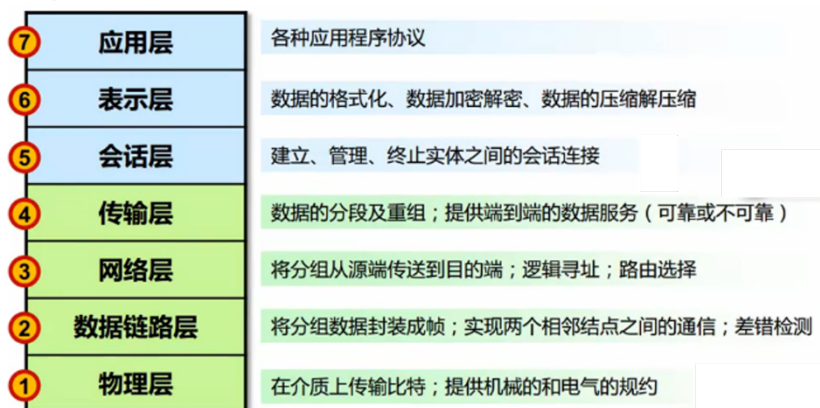 7 应用层 各种应用程序协议
6 表示层 数据的格式化、数据加密解密、数据的压缩解压缩
5 会话层 建立、管理、终止实体之间的会话连接
4 传输层 数据的分段及重组；提供端到端的数据服务（可靠或不可靠）
3 网络层 将分组从源端传送到目的端；逻辑寻址；路由选择
2 数据链路层 将分组数据封装成帧；实现两个相邻结点之间的通信；差错检测
1 物理层 在介质上传输比特；提供机械的和电气的规约